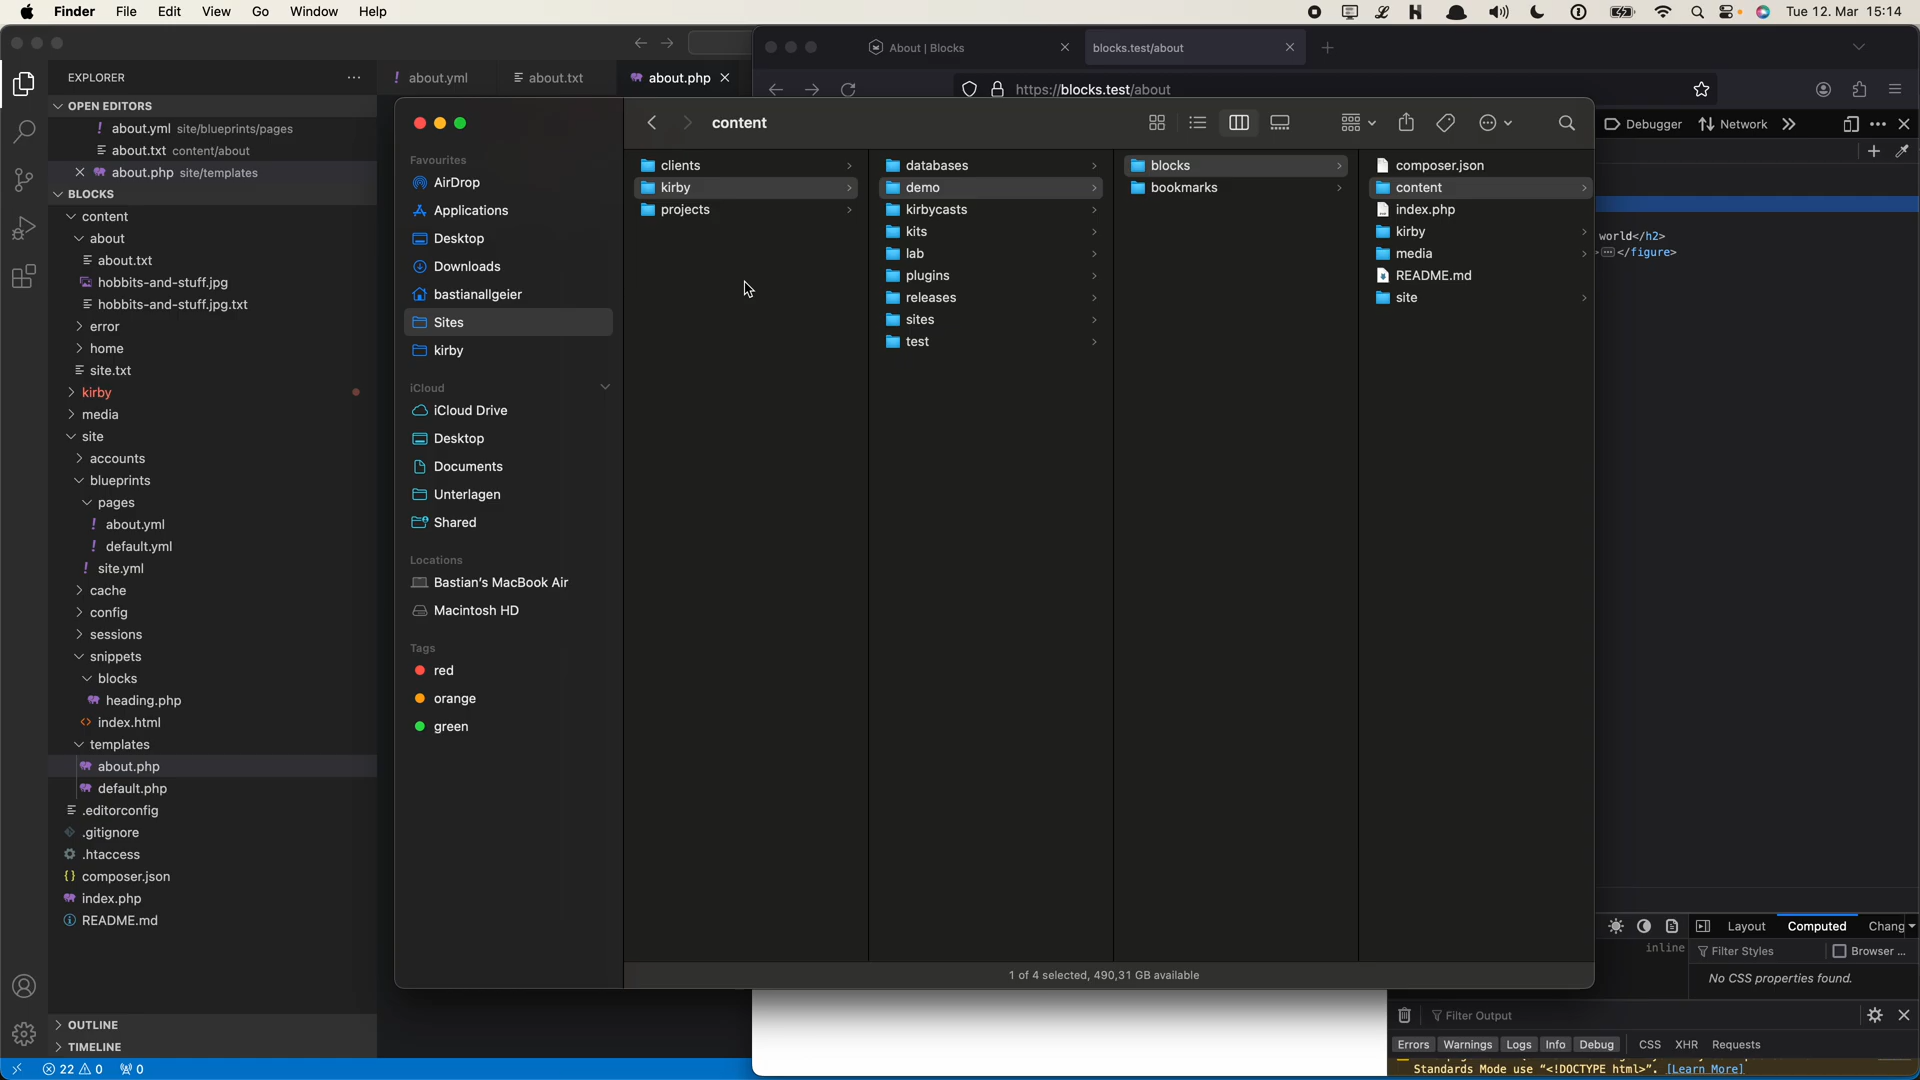 Finder File Edit View Go Window Help
Tue 12. Mar 15:14
EXPLORER
OPEN EDITORS
about.yml site/blueprints/pages
about.txt content/about
about.php site/templates
BLOCKS
content
about
about.txt
hobbits-and-stuff.jpg
hobbits-and-stuff.jpg.txt
error
home
site.txt
kirby
media
site
accounts
blueprints
pages
about.yml
default.yml
site.yml
cache
config
sessions
snippets
blocks
heading.php
index.html
templates
about.php
default.php
.editorconfig
.gitignore
.htaccess
composer.json
index.php
README.md
OUTLINE
TIMELINE
22 0 0
about.yml
about.txt
about.php
About | Blocks
blocks.test/about
https://blocks.test/about
Debugger
Network
world</h2>
</figure>
Favourites
AirDrop
Applications
Desktop
Downloads
bastianallgeier
Sites
kirby
iCloud
iCloud Drive
Desktop
Documents
Unterlagen
Shared
Locations
Bastian's MacBook Air
Macintosh HD
Tags
red
orange
green
content
clients
kirby
projects
databases
demo
kirbycasts
kits
lab
plugins
releases
sites
test
blocks
bookmarks
composer.json
content
index.php
kirby
media
README.md
site
1 of 4 selected, 490,31 GB available
Layout
Computed
Chang
inline
Filter Styles
Browser ...
No CSS properties found.
Filter Output
Errors Warnings Logs Info Debug CSS XHR Requests
Standards Mode use "<!DOCTYPE html>". [Learn More]